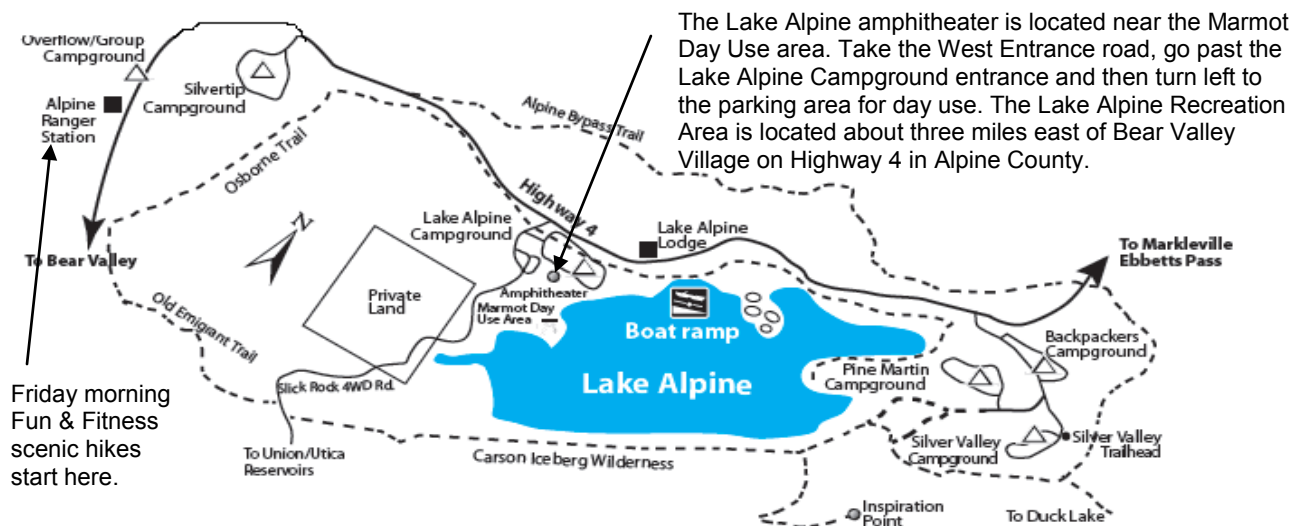 The Lake Alpine amphitheater is located near the Marmot
Day Use area. Take the West Entrance road, go past the
Lake Alpine Campground entrance and then turn left to
the parking area for day use. The Lake Alpine Recreation
Area is located about three miles east of Bear Valley
Village on Highway 4 in Alpine County.
Overflow/Group
Campground
Silvertip
Campground
Alpine
Ranger
Station
Alpine Bypass Trail
Osborne Trail
Highway 4
Lake Alpine
Campground
Lake Alpine
Lodge
To Markleville
Ebbetts Pass
To Bear Valley
N
Private
Land
Amphitheater
Marmot Day
Use Area
Boat ramp
Backpackers
Campground
Old Emigrant Trail
Lake Alpine
Pine Martin
Campground
Slick Rock 4WD Rd.
Friday morning
Fun & Fitness
scenic hikes
start here.
To Union/Utica
Reservoirs
Carson Iceberg Wilderness
Silver Valley
Campground
Silver Valley
Trailhead
Inspiration
Point
To Duck Lake